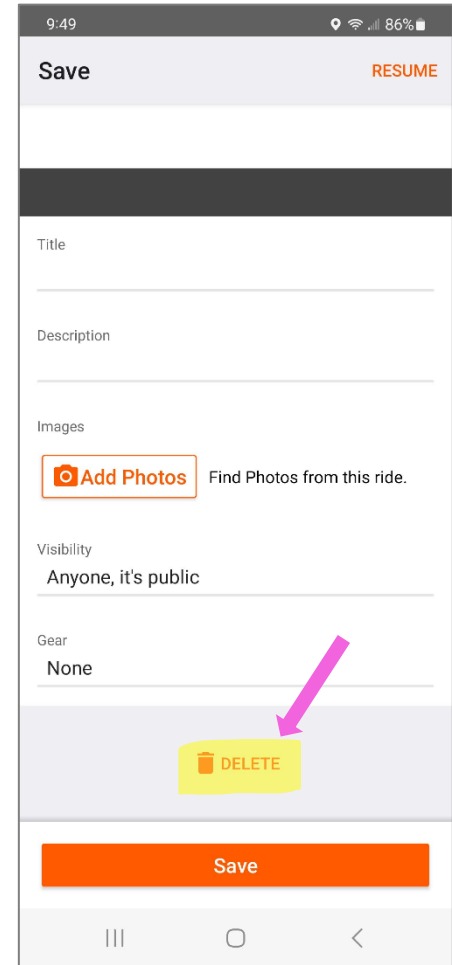 9:49 86%
Save RESUME
Title
Description
Images
Add Photos Find Photos from this ride.
Visibility
Anyone, it's public
Gear
None
DELETE
Save